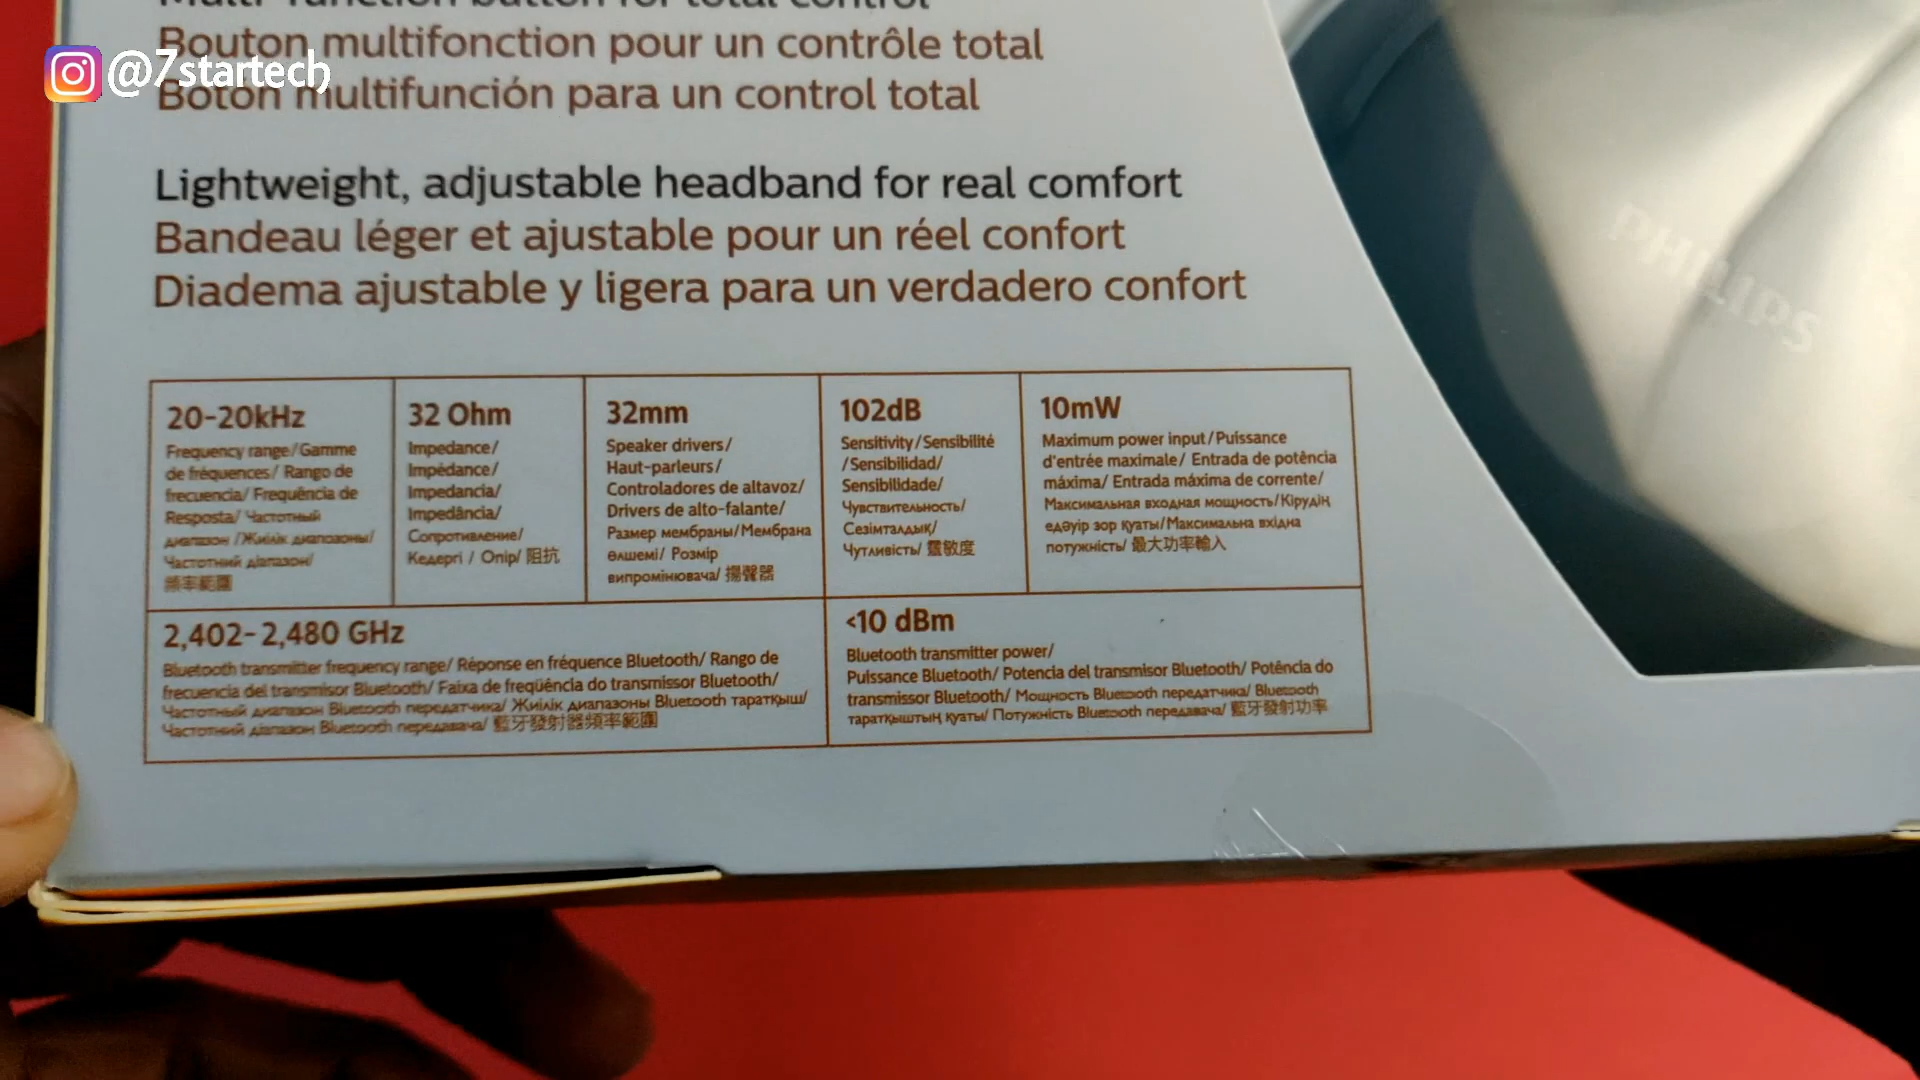 Multi-function button for total control
Bouton multifonction pour un contrôle total
@7startech
Botón multifunción para un control total
Lightweight, adjustable headband for real comfort
Bandeau léger et ajustable pour un réel confort
Diadema ajustable y ligera para un verdadero confort
PHILIPS
20-20kHz
Frequency range/Gamme
de fréquences/ Rango de
frecuencia/ Frequência de
Resposta/ Частотный
диапазон /Жиілік диапозоны/
Частотний діапазон/
頻率範圍
32 Ohm
Impedance/
Impédance/
Impedancia/
Impedância/
Сопротивление/
Кедергі / Опір/ 阻抗
32mm
Speaker drivers/
Haut-parleurs/
Controladores de altavoz/
Drivers de alto-falante/
Размер мембраны/Мембрана
өлшемі/ Розмір
випромінювача/ 揚聲器
102dB
Sensitivity/Sensibilité
/Sensibilidad/
Sensibilidade/
Чувствительность/
Сезімталдық/
Чутливість/ 靈敏度
10mW
Maximum power input/Puissance
d'entrée maximale/ Entrada de potência
máxima/ Entrada máxima de corrente/
Максимальная входная мощность/Кірудің
едәуір зор қуаты/Максимальна вхідна
потужність/ 最大功率輸入
2,402-2,480 GHz
Bluetooth transmitter frequency range/ Réponse en fréquence Bluetooth/ Rango de
frecuencia del transmisor Bluetooth/ Faixa de freqüência do transmissor Bluetooth/
Частотный диапазон Bluetooth передатчика/ Жиілік диапазоны Bluetooth таратқыш/
Частотний діапазон Bluetooth передавача/ 藍牙發射器頻率範圍
<10 dBm
Bluetooth transmitter power/
Puissance Bluetooth/ Potencia del transmisor Bluetooth/ Potência do
transmissor Bluetooth/ Мощность Bluetooth передатчика/ Bluetooth
таратқыштың қуаты/ Потужність Bluetooth передавача/ 藍牙發射功率